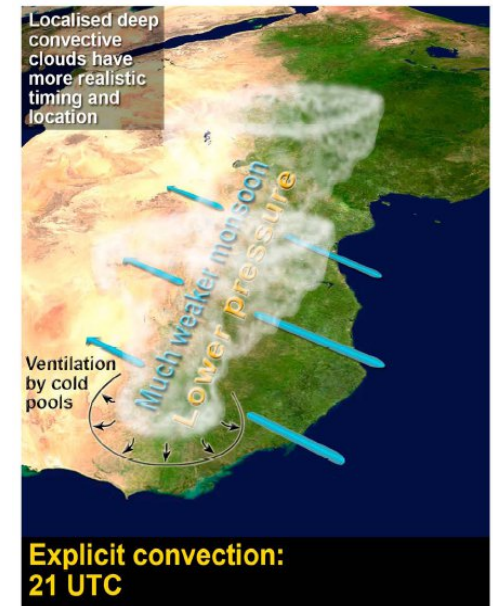 Localised deep
convective
clouds have
more realistic
timing and
location
Much weaker monsoon
Lower pressure
Ventilation
by cold
pools
Explicit convection:
21 UTC